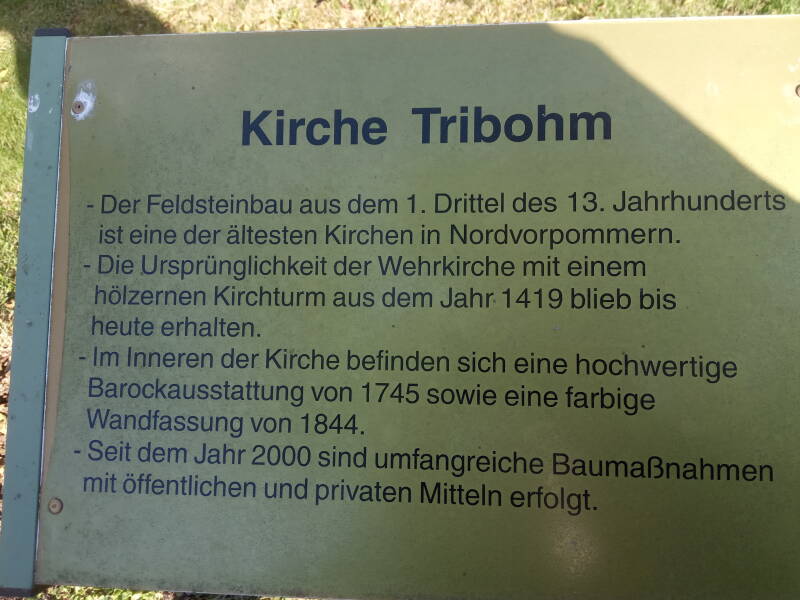 Kirche Tribohm
- Der Feldsteinbau aus dem 1. Drittel des 13. Jahrhunderts
ist eine der ältesten Kirchen in Nordvorpommern.
- Die Ursprünglichkeit der Wehrkirche mit einem
hölzernen Kirchturm aus dem Jahr 1419 blieb bis
heute erhalten.
- Im Inneren der Kirche befinden sich eine hochwertige
Barockausstattung von 1745 sowie eine farbige
Wandfassung von 1844.
- Seit dem Jahr 2000 sind umfangreiche Baumaßnahmen
mit öffentlichen und privaten Mitteln erfolgt.